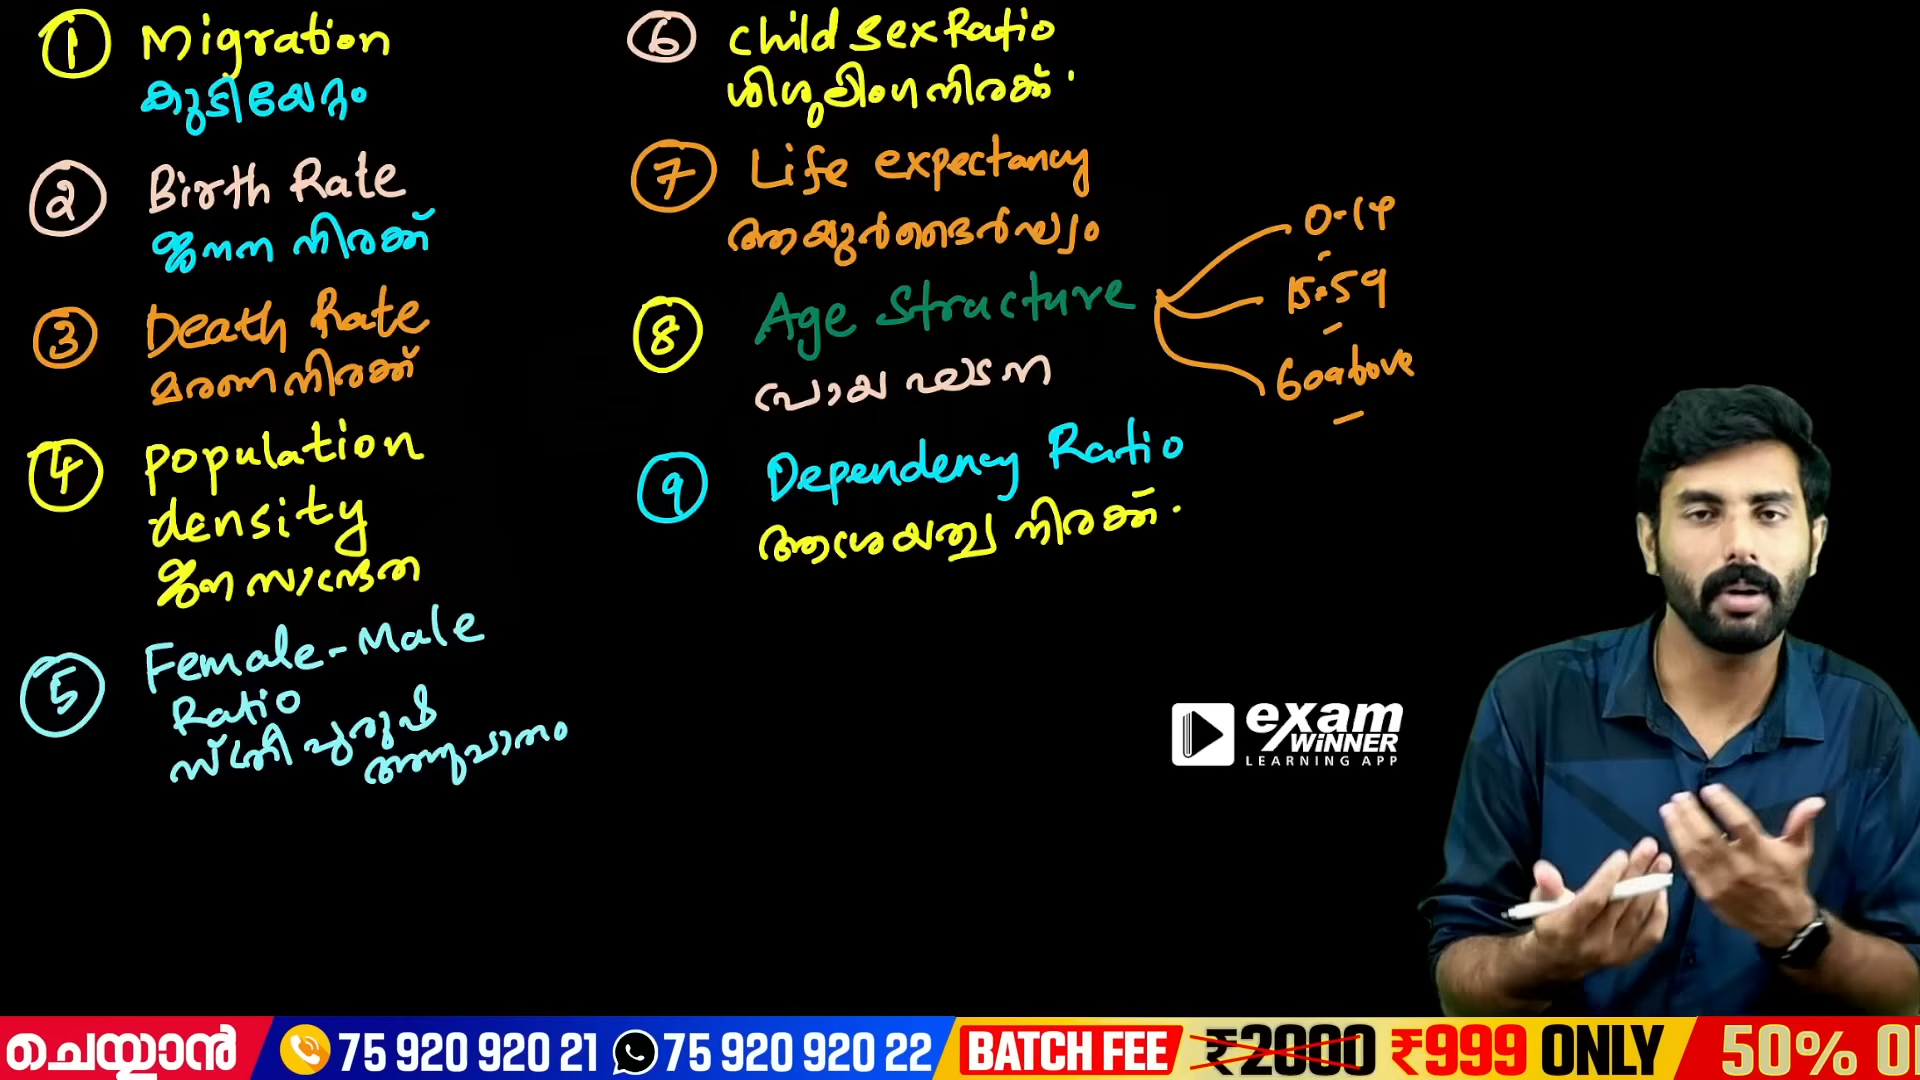 1 Migration
കുടിയേറ്റം
2 Birth Rate
ജനന നിരക്ക്
3 Death Rate
മരണനിരക്ക്
4 Population
density
ജനസാന്ദ്രത
5 Female-Male
Ratio
സ്ത്രീ പുരുഷ
അനുപാതം
6 Child Sex Ratio
ശിശുലിംഗനിരക്ക്
7 Life expectancy
ആയുർദൈർഘ്യം
8 Age Structure
പ്രായ ഘടന
0-14
15-59
60above
9 Dependency Ratio
ആശ്രയത്വ നിരക്ക്.
exam
WINNER
LEARNING APP
ചെയ്യാൻ 75 920 920 21 75 920 920 22 BATCH FEE ₹2000 ₹999 ONLY 50%